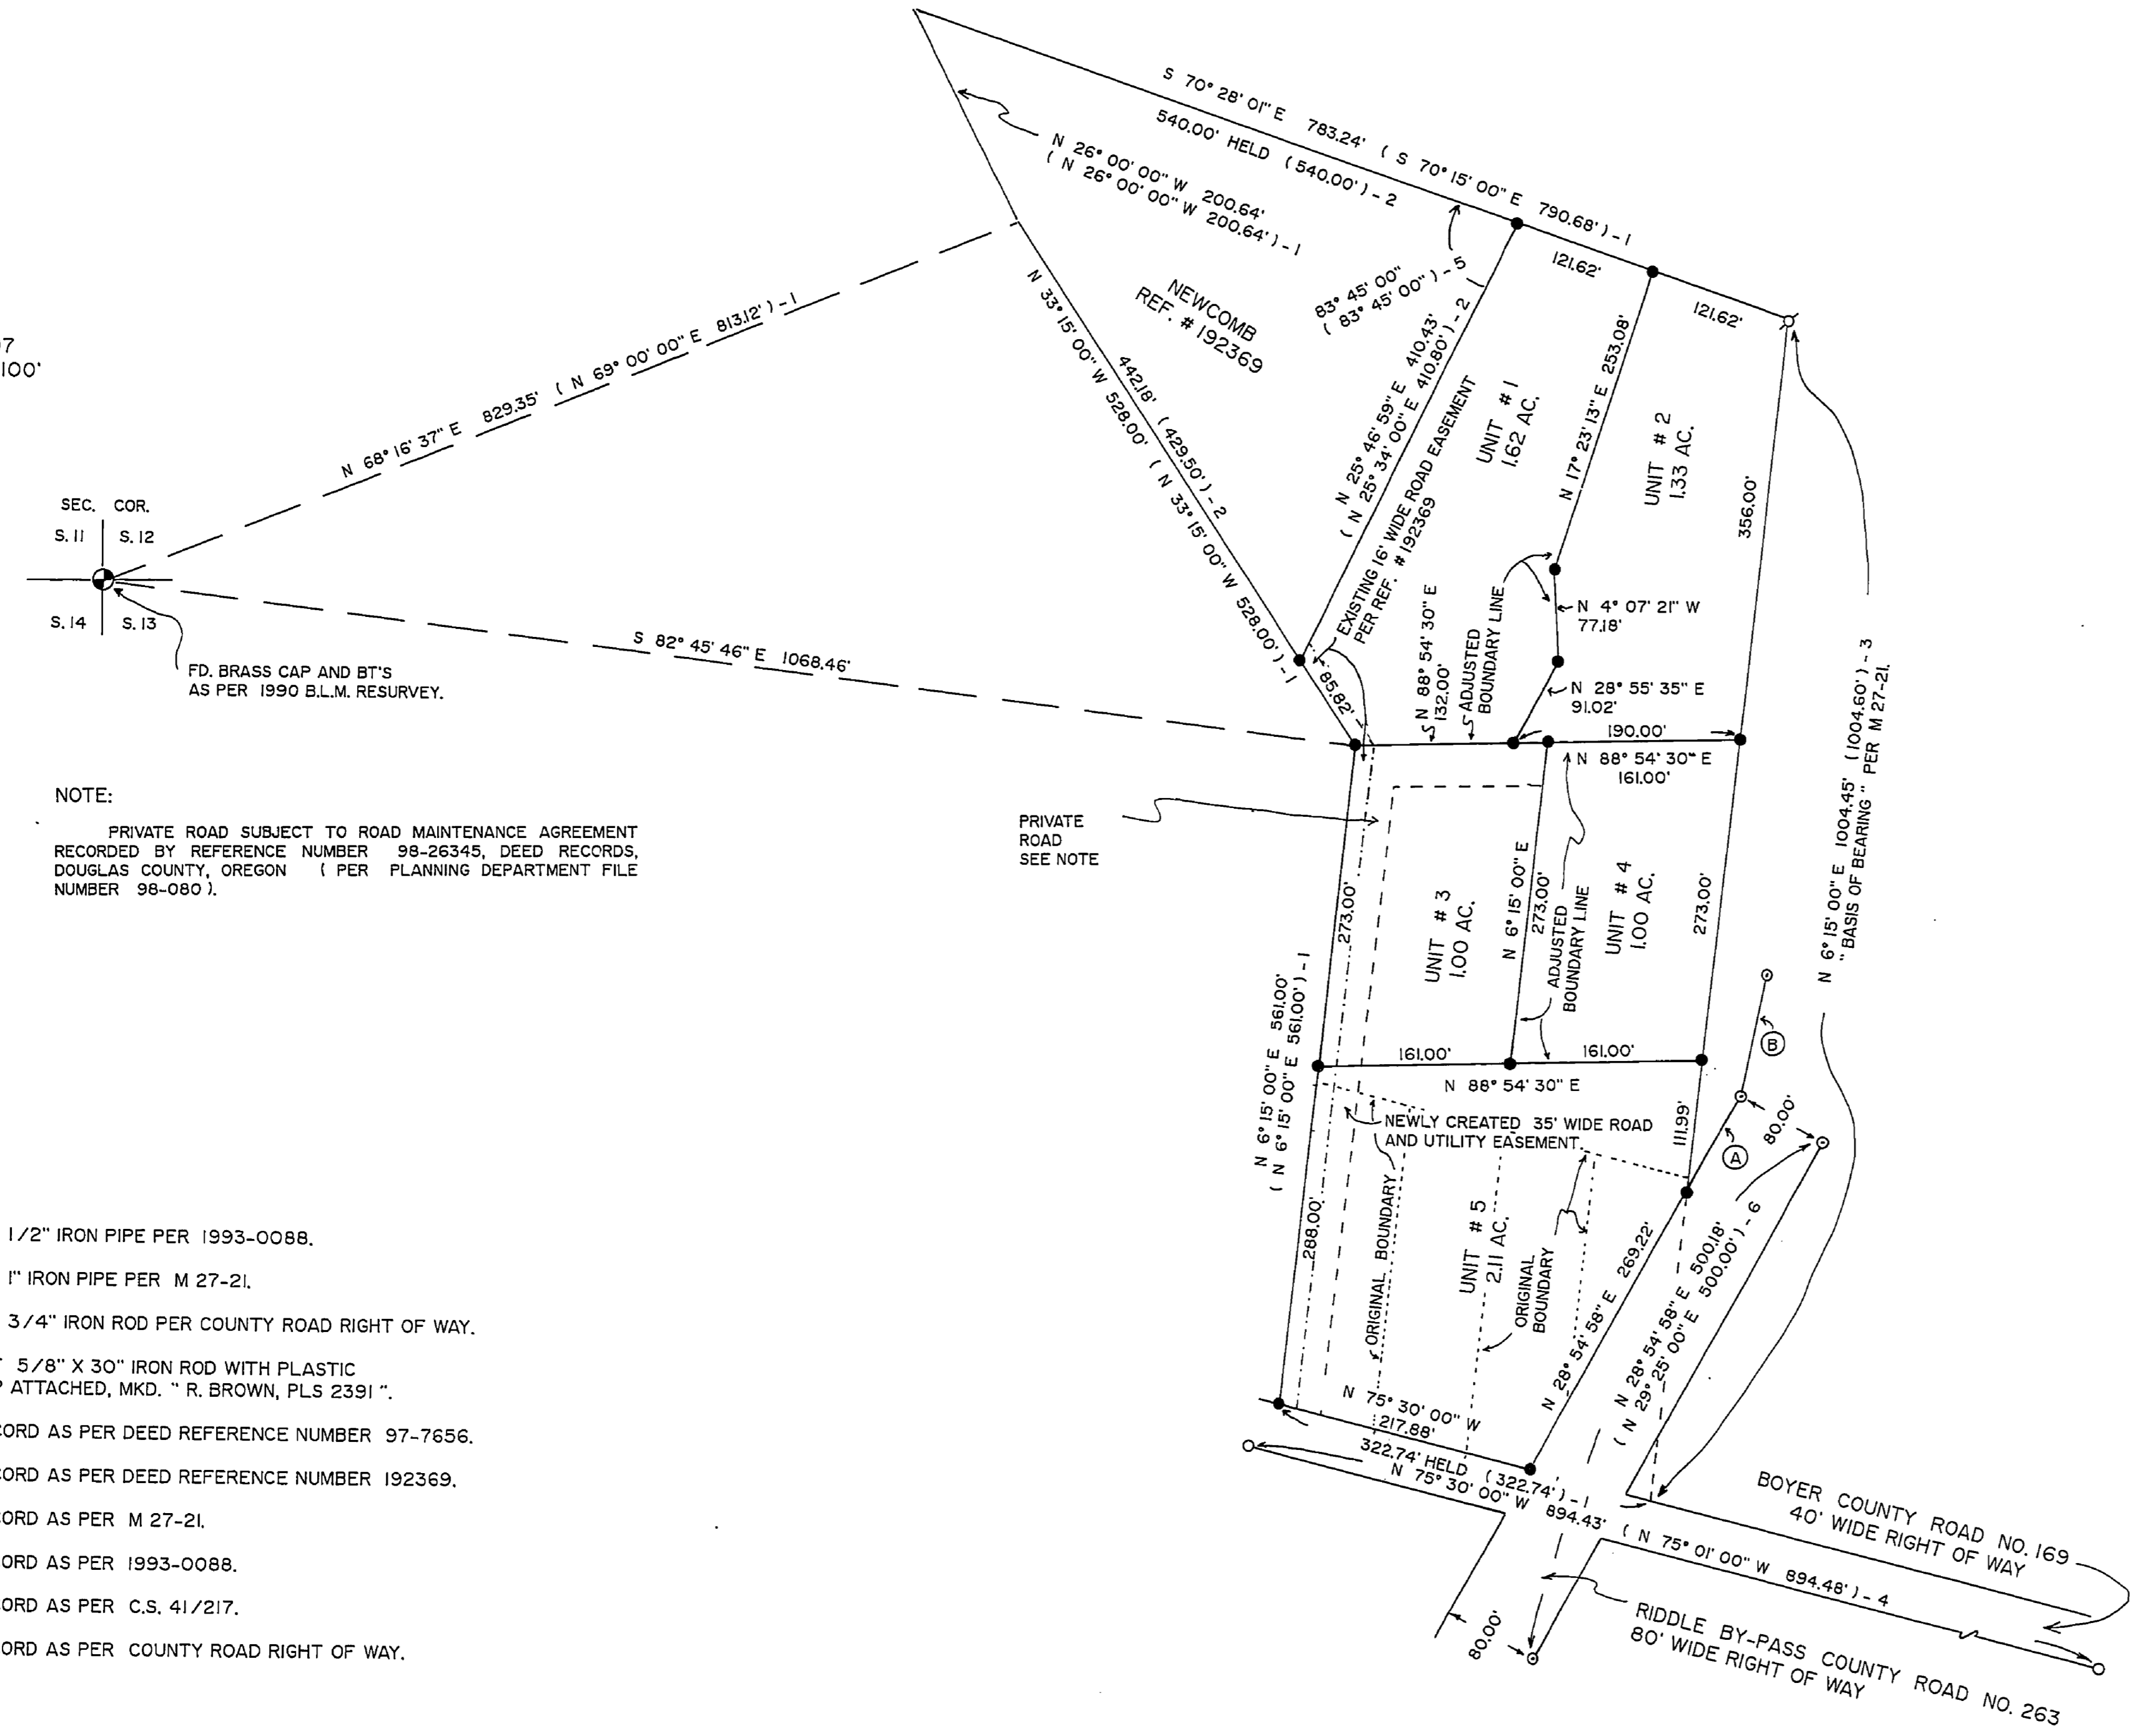 S 70° 28' 01" E 783.24' ( S 70° 15' 00" E 790.68' ) - 1
540.00' HELD ( 540.00' ) - 2
N 26° 00' 00" W 200.64'
( N 26° 00' 00" W 200.64' ) - 1
83° 45' 00"
( 83° 45' 00" ) - 5
121.62'
121.62'
NEWCOMB
REF. # 192369
N 33° 15' 00" W 528.00' ( N 33° 15' 00" W 528.00' ) - 1
442.18' ( 429.50' ) - 2
N 25° 46' 59" E 410.43'
( N 25° 34' 00" E 410.80' ) - 2
EXISTING 16' WIDE ROAD EASEMENT
PER REF. # 192369
UNIT # 1
1.62 AC.
N 17° 23' 13" E 253.08'
UNIT # 2
1.33 AC.
356.00'
100'
N 68° 16' 37" E 829.35' ( N 69° 00' 00" E 813.12' ) - 1
SEC. COR.
S. 11 S. 12
S. 14 S. 13
FD. BRASS CAP AND BT'S
AS PER 1990 B.L.M. RESURVEY.
S 82° 45' 46" E 1068.46'
85.82'
N 88° 54' 30" E
132.00'
ADJUSTED
BOUNDARY LINE
N 4° 07' 21" W
77.18'
N 28° 55' 35" E
91.02'
190.00'
N 88° 54' 30" E
161.00'
N 6° 15' 00" E 1004.45' ( 1004.60' ) - 3
" BASIS OF BEARING " PER M 27-21.
NOTE:
PRIVATE ROAD SUBJECT TO ROAD MAINTENANCE AGREEMENT
RECORDED BY REFERENCE NUMBER 98-26345, DEED RECORDS,
DOUGLAS COUNTY, OREGON ( PER PLANNING DEPARTMENT FILE
NUMBER 98-080 ).
PRIVATE
ROAD
SEE NOTE
273.00'
UNIT # 3
1.00 AC.
N 6° 15' 00" E
273.00'
ADJUSTED
BOUNDARY LINE
UNIT # 4
1.00 AC.
273.00'
N 6° 15' 00" E 561.00'
( N 6° 15' 00" E 561.00' ) - 1
161.00'
161.00'
N 88° 54' 30" E
B
A
80.00'
111.99'
NEWLY CREATED 35' WIDE ROAD
AND UTILITY EASEMENT.
288.00'
ORIGINAL BOUNDARY
UNIT # 5
2.11 AC.
ORIGINAL
BOUNDARY
N 28° 54' 58" E 269.22'
N 28° 54' 58" E 500.18'
( N 29° 25' 00" E 500.00' ) - 6
N 75° 30' 00" W
217.88'
322.74' HELD ( 322.74' ) - 1
N 75° 30' 00" W 894.43' ( N 75° 01' 00" W 894.48' ) - 4
BOYER COUNTY ROAD NO. 169
40' WIDE RIGHT OF WAY
RIDDLE BY-PASS COUNTY ROAD NO. 263
80' WIDE RIGHT OF WAY
80.00'
1/2" IRON PIPE PER 1993-0088.
1" IRON PIPE PER M 27-21.
3/4" IRON ROD PER COUNTY ROAD RIGHT OF WAY.
5/8" X 30" IRON ROD WITH PLASTIC
ATTACHED, MKD. " R. BROWN, PLS 2391 ".
ORD AS PER DEED REFERENCE NUMBER 97-7656.
ORD AS PER DEED REFERENCE NUMBER 192369.
ORD AS PER M 27-21.
ORD AS PER 1993-0088.
ORD AS PER C.S. 41/217.
ORD AS PER COUNTY ROAD RIGHT OF WAY.